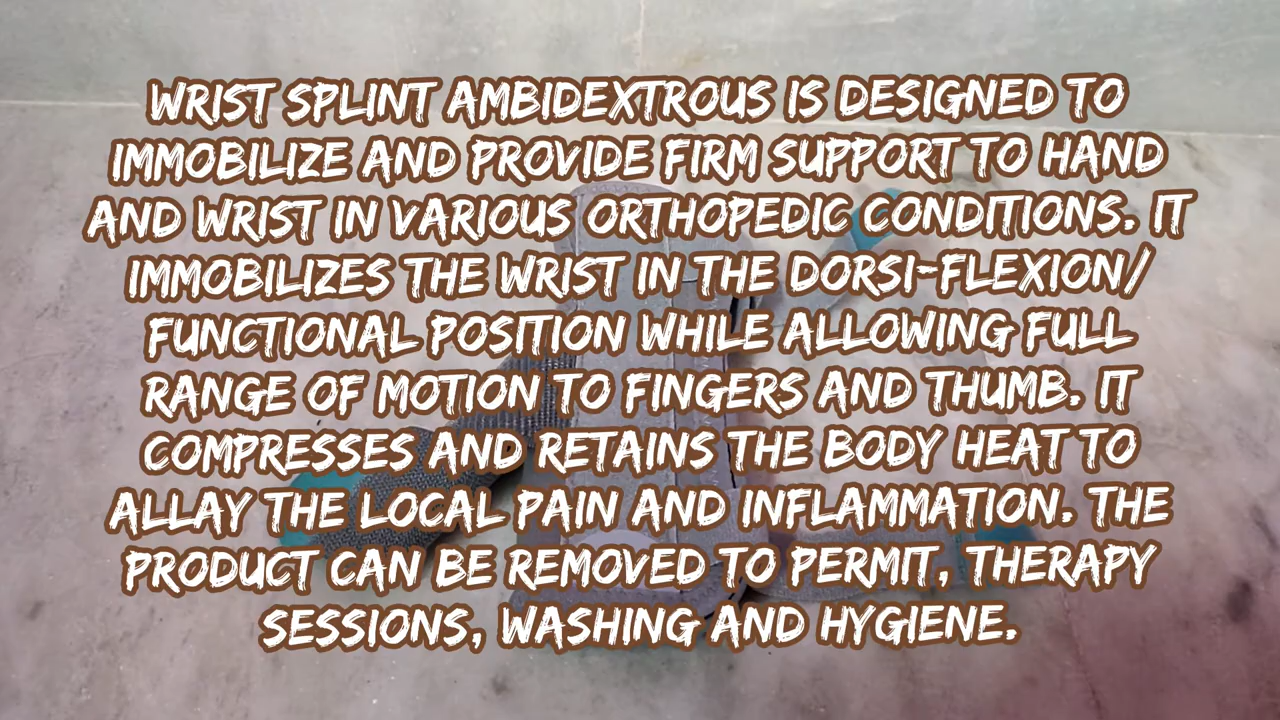 WRIST SPLINT AMBIDEXTROUS IS DESIGNED TO
IMMOBILIZE AND PROVIDE FIRM SUPPORT TO HAND
AND WRIST IN VARIOUS ORTHOPEDIC CONDITIONS. IT
IMMOBILIZES THE WRIST IN THE DORSI-FLEXION/
FUNCTIONAL POSITION WHILE ALLOWING FULL
RANGE OF MOTION TO FINGERS AND THUMB. IT
COMPRESSES AND RETAINS THE BODY HEAT TO
ALLAY THE LOCAL PAIN AND INFLAMMATION. THE
PRODUCT CAN BE REMOVED TO PERMIT, THERAPY
SESSIONS, WASHING AND HYGIENE.